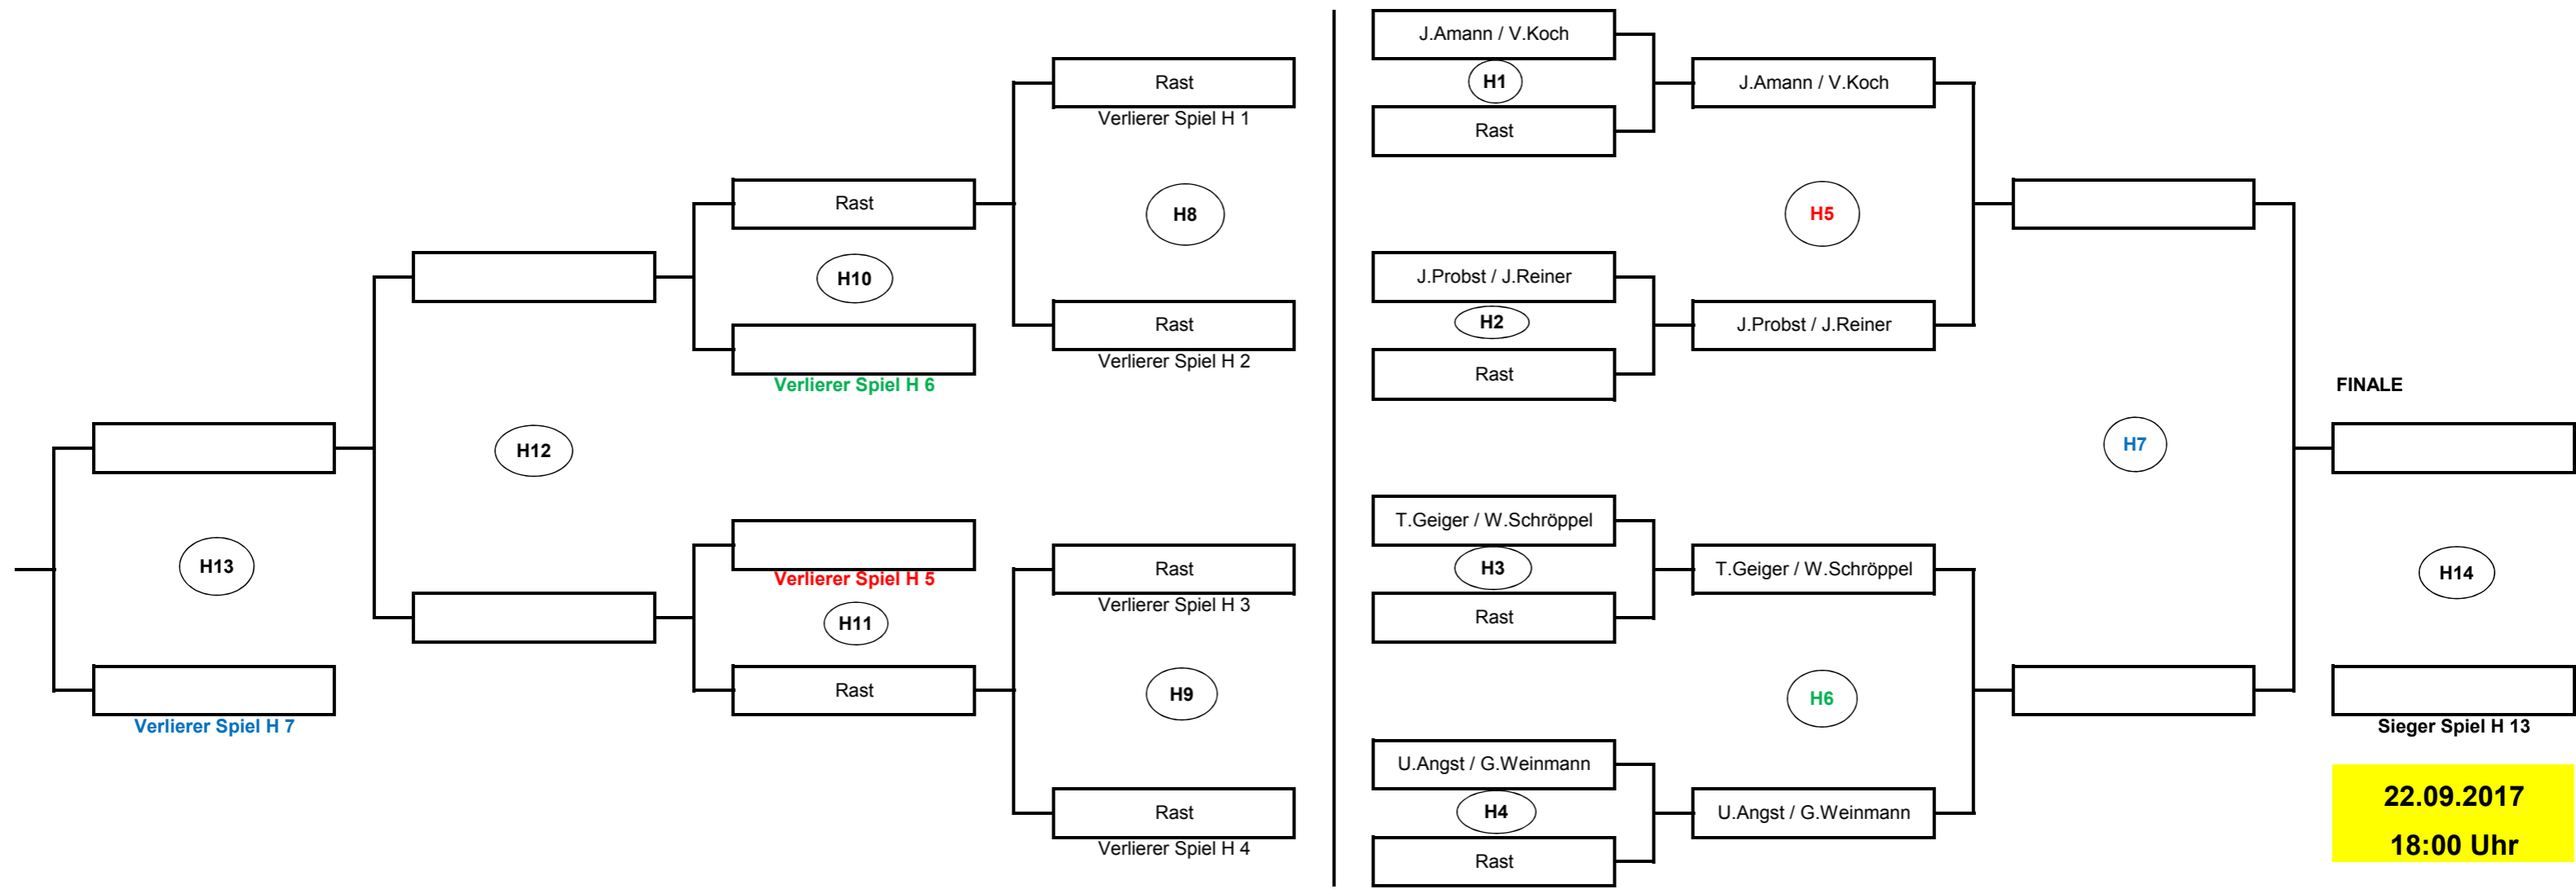 Rast
Verlierer Spiel H 1
Rast
H8
H10
Rast
Verlierer Spiel H 2
Verlierer Spiel H 6
H12
H13
Verlierer Spiel H 5
Rast
Verlierer Spiel H 3
H11
Rast
H9
Verlierer Spiel H 7
Rast
Verlierer Spiel H 4
J.Amann / V.Koch
H1
J.Amann / V.Koch
Rast
H5
J.Probst / J.Reiner
H2
J.Probst / J.Reiner
Rast
FINALE
H7
T.Geiger / W.Schröppel
H3
T.Geiger / W.Schröppel
H14
Rast
H6
Sieger Spiel H 13
U.Angst / G.Weinmann
H4
U.Angst / G.Weinmann
Rast
22.09.2017
18:00 Uhr